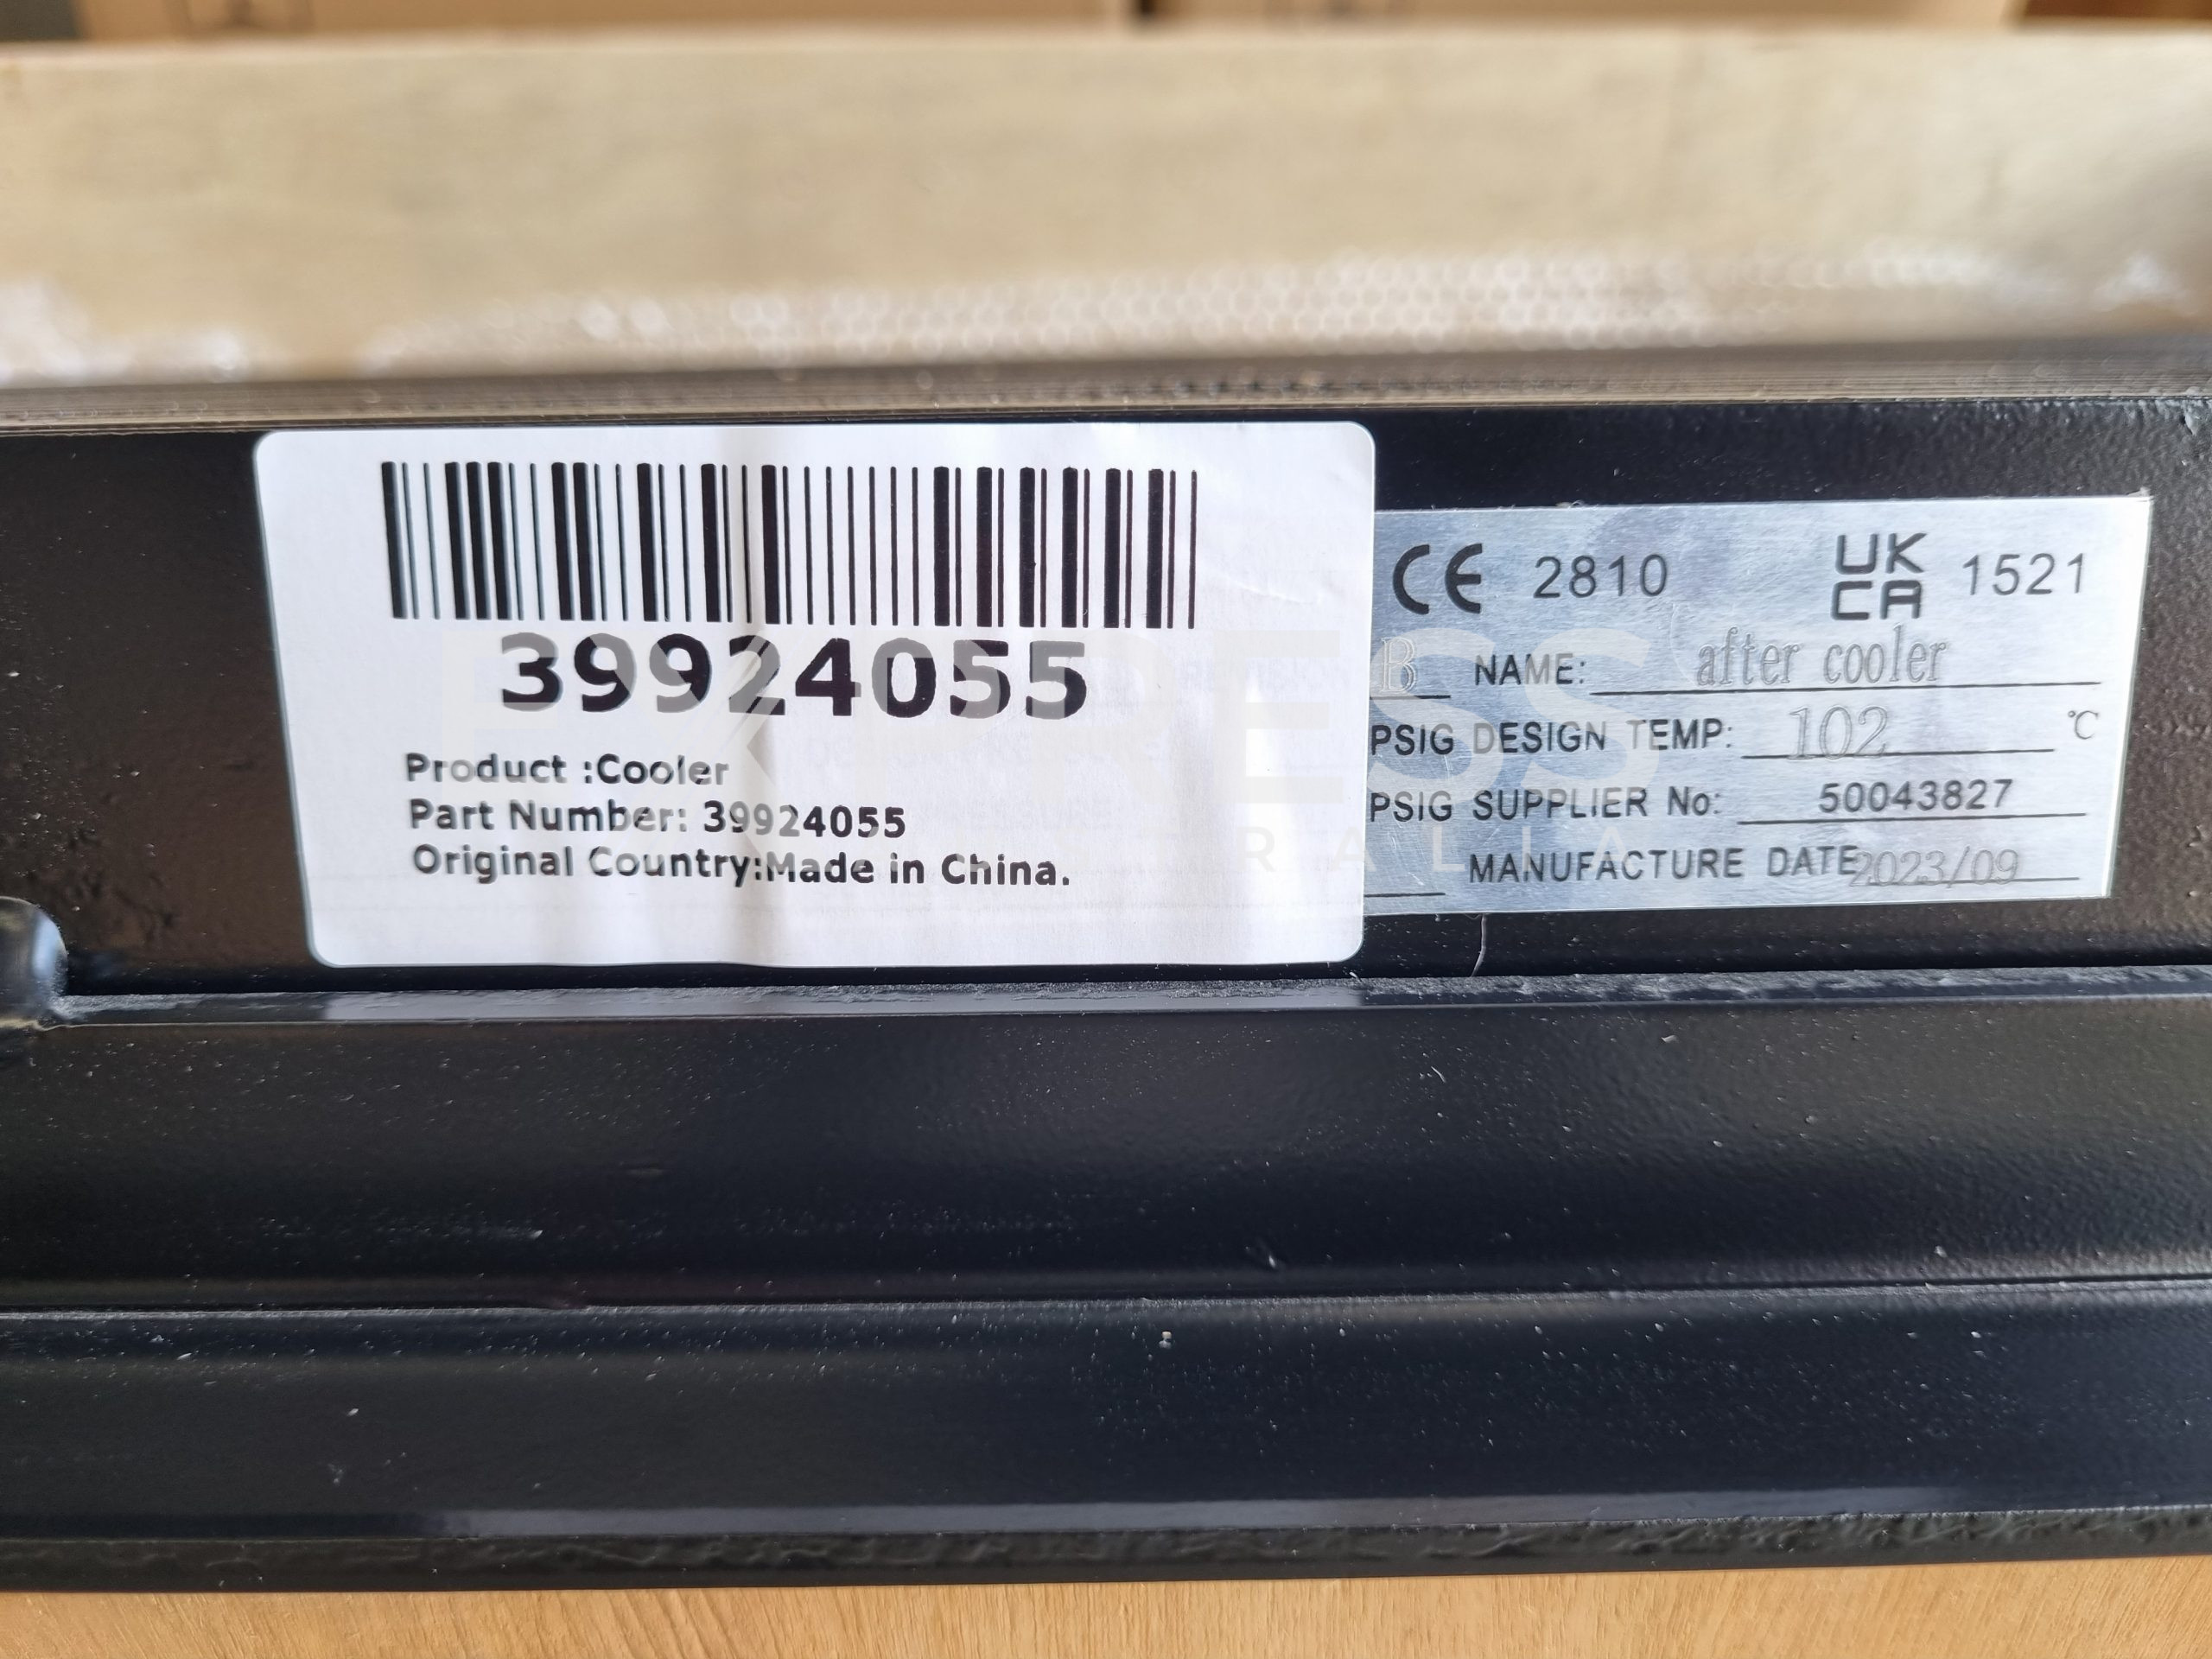 39924055
Product :Cooler
Part Number: 39924055
Original Country:Made in China.
CE 2810 UK CA 1521
B NAME: after cooler
PSIG DESIGN TEMP: 102 ℃
PSIG SUPPLIER No: 50043827
MANUFACTURE DATE 2023/09